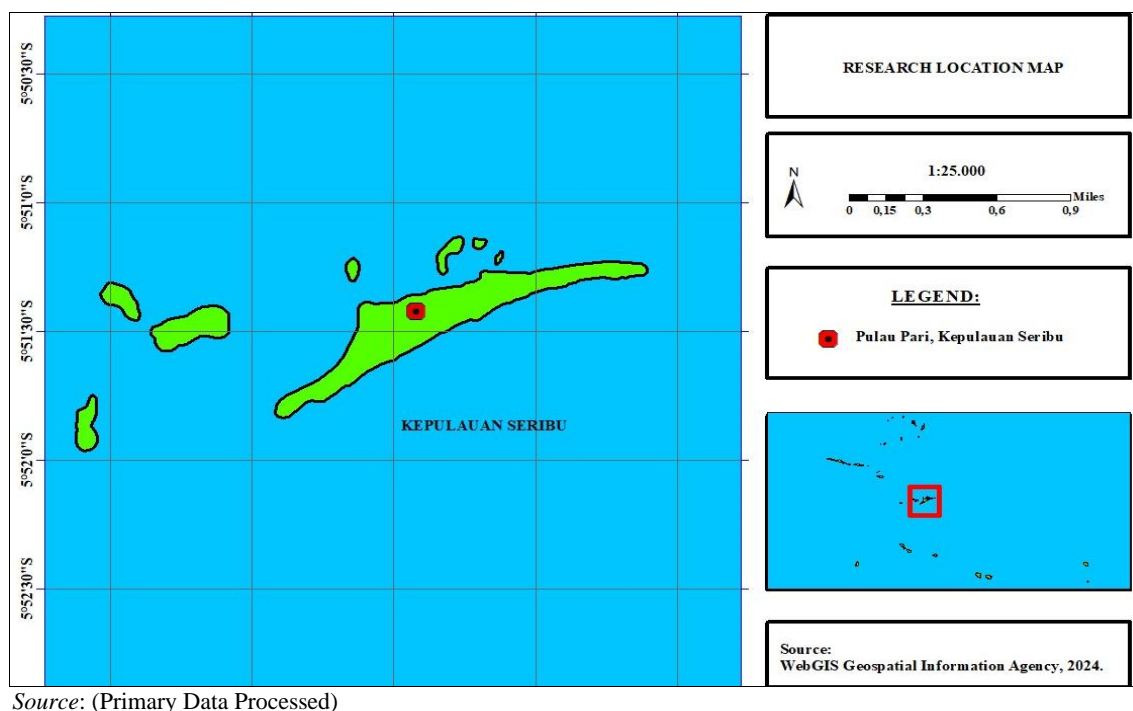 5°50'30"S
5°51'0"S
5°51'30"S
5°52'0"S
5°52'30"S
KEPULAUAN SERIBU
RESEARCH LOCATION MAP
N
1:25.000
Miles
0 0,15 0,3 0,6 0,9
LEGEND:
Pulau Pari, Kepulauan Seribu
Source:
WebGIS Geospatial Information Agency, 2024.
Source: (Primary Data Processed)